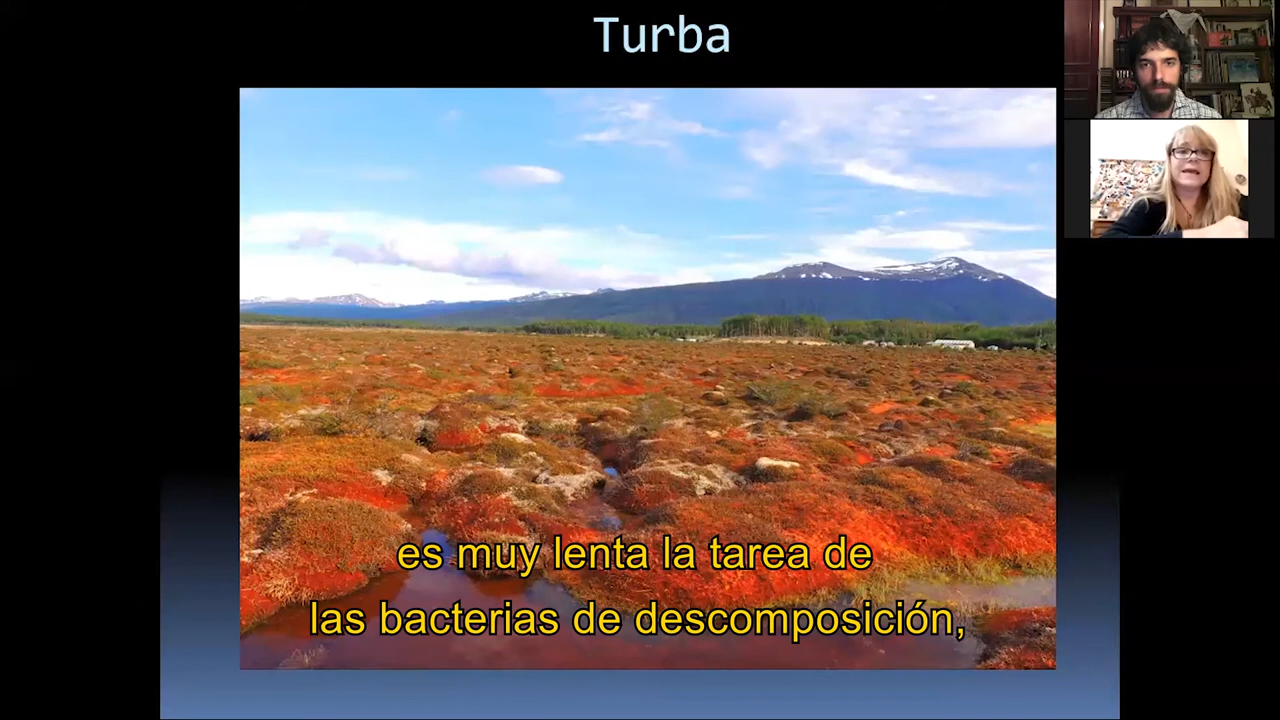 Turba
es muy lenta la tarea de
las bacterias de descomposición,